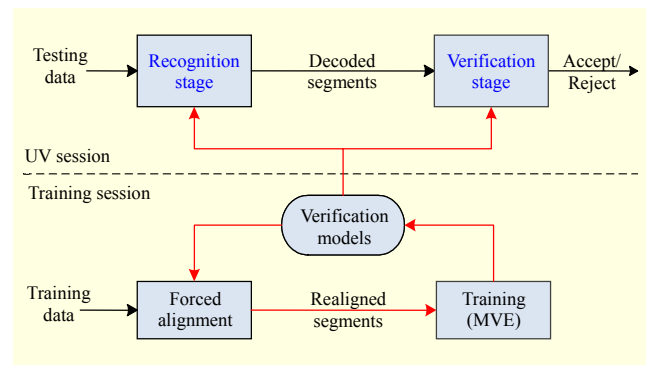 Testing
data
Recognition
stage
Decoded
segments
Verification
stage
Accept/
Reject
UV session
Training session
Verification
models
Training
data
Forced
alignment
Realigned
segments
Training
(MVE)